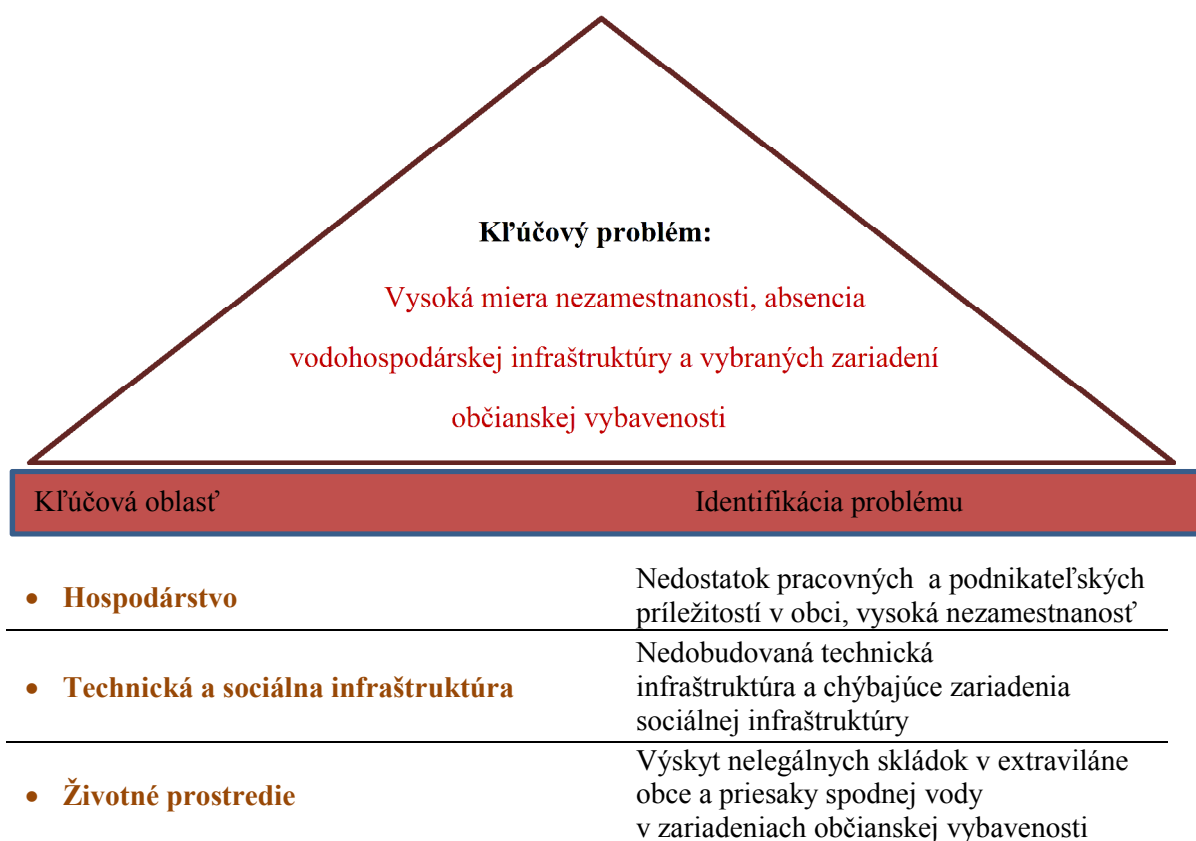 Kľúčový problém:
Vysoká miera nezamestnanosti, absencia
vodohospodárskej infraštruktúry a vybraných zariadení
občianskej vybavenosti
Kľúčová oblasť Identifikácia problému
• Hospodárstvo
Nedostatok pracovných a podnikateľských
príležitostí v obci, vysoká nezamestnanosť
• Technická a sociálna infraštruktúra
Nedobudovaná technická
infraštruktúra a chýbajúce zariadenia
sociálnej infraštruktúry
• Životné prostredie
Výskyt nelegálnych skládok v extraviláne
obce a priesaky spodnej vody
v zariadeniach občianskej vybavenosti